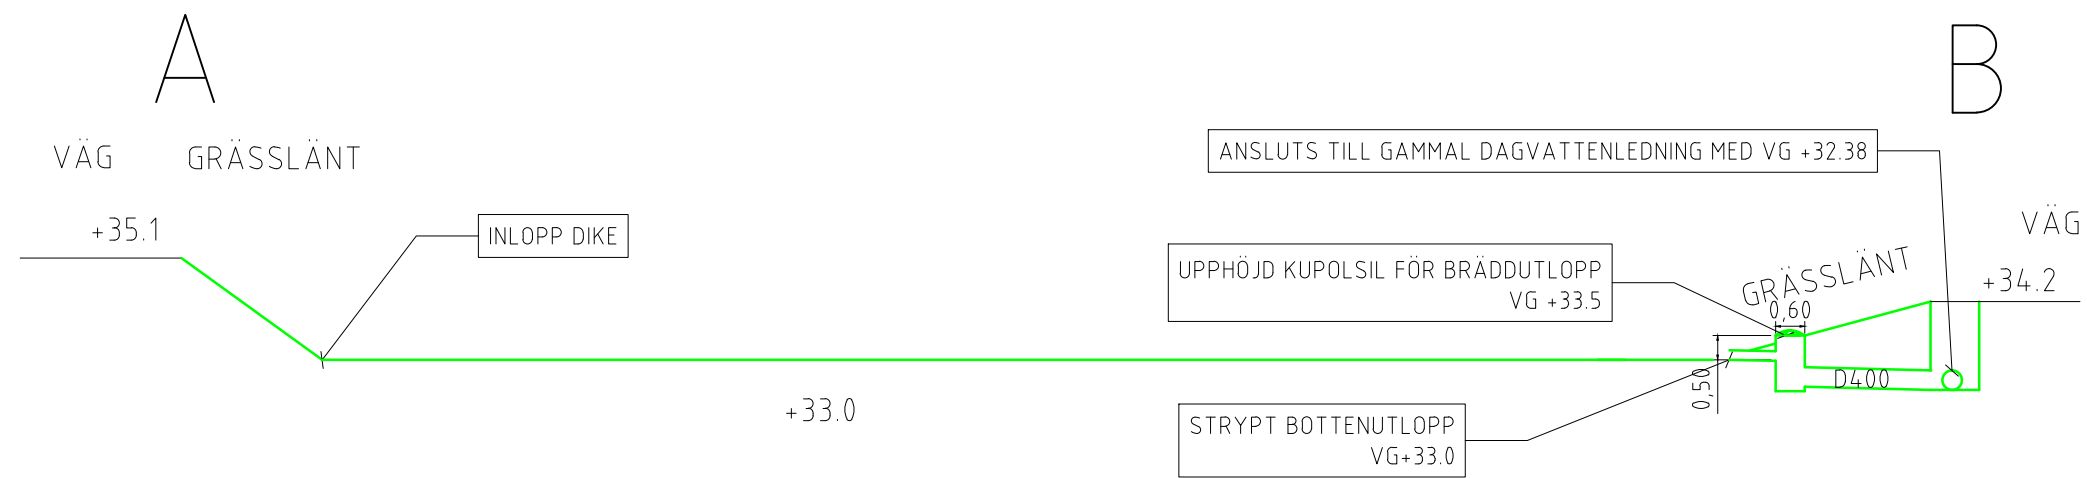 A
B
VÄG
GRÄSSLÄNT
ANSLUTS TILL GAMMAL DAGVATTENLEDNING MED VG +32.38
+35.1
INLOPP DIKE
VÄG
UPPHÖJD KUPOLSIL FÖR BRÄDDUTLOPP
VG +33.5
GRÄSSLÄNT
+34.2
0,60
D400
0,50
+33.0
STRYPT BOTTENUTLOPP
VG+33.0